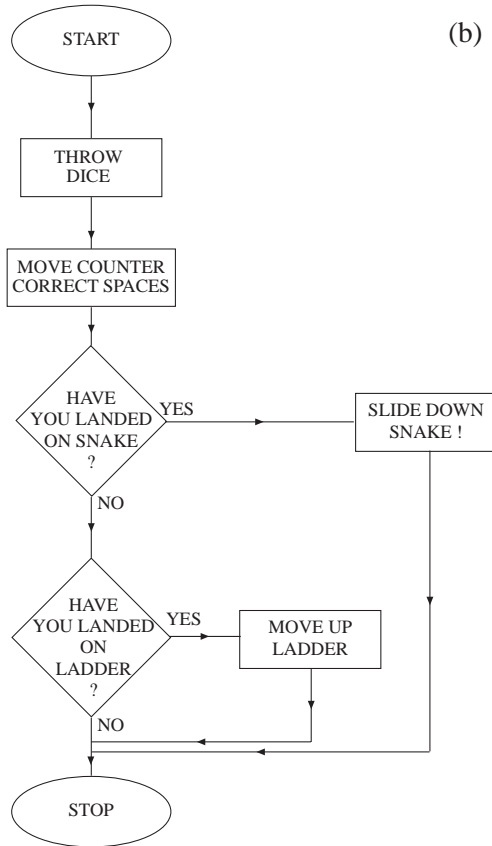 START
(b)
THROW
DICE
MOVE COUNTER
CORRECT SPACES
HAVE
YOU LANDED
ON SNAKE
?
YES
SLIDE DOWN
SNAKE !
NO
HAVE
YOU LANDED
ON
LADDER
?
YES
MOVE UP
LADDER
NO
STOP